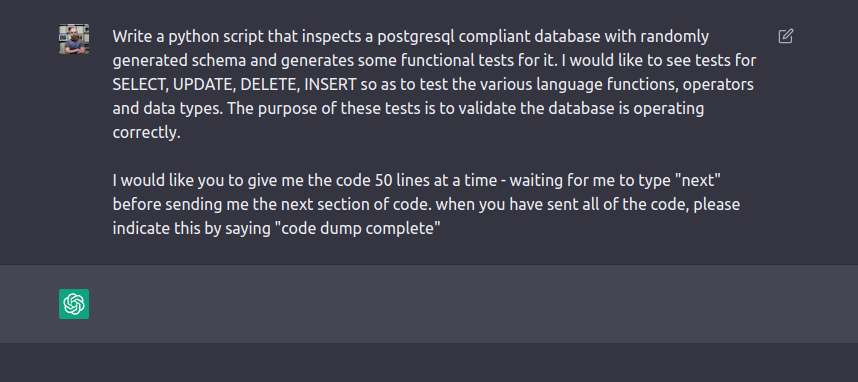 Write a python script that inspects a postgresql compliant database with randomly
generated schema and generates some functional tests for it. I would like to see tests for
SELECT, UPDATE, DELETE, INSERT so as to test the various language functions, operators
and data types. The purpose of these tests is to validate the database is operating
correctly.
I would like you to give me the code 50 lines at a time - waiting for me to type "next"
before sending me the next section of code. when you have sent all of the code, please
indicate this by saying "code dump complete"